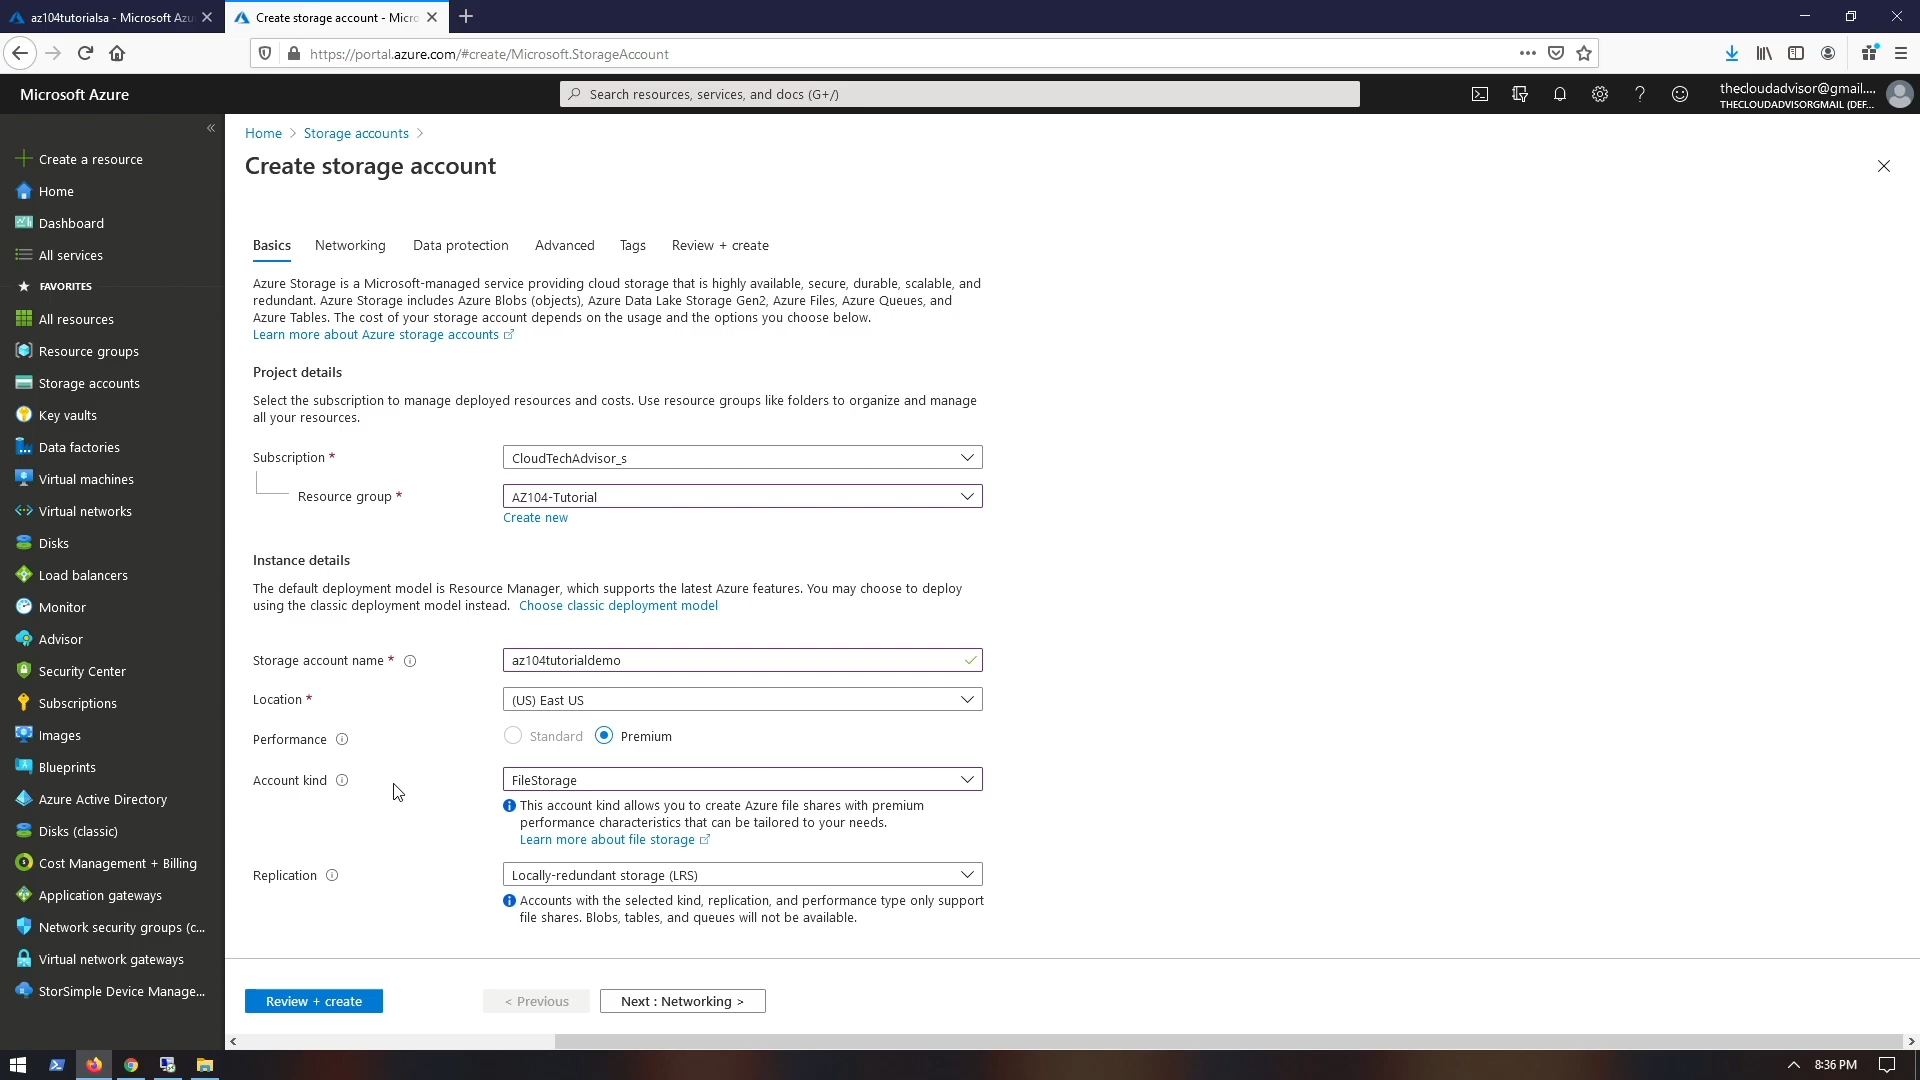 az104tutorialsa - Microsoft Azu
Create storage account - Micro
https://portal.azure.com/#create/Microsoft.StorageAccount
Microsoft Azure
Search resources, services, and docs (G+/)
thecloudadvisor@gmail....
THECLOUDADVISORGMAIL (DEF...
Create a resource
Home
Dashboard
All services
FAVORITES
All resources
Resource groups
Storage accounts
Key vaults
Data factories
Virtual machines
Virtual networks
Disks
Load balancers
Monitor
Advisor
Security Center
Subscriptions
Images
Blueprints
Azure Active Directory
Disks (classic)
Cost Management + Billing
Application gateways
Network security groups (c...
Virtual network gateways
StorSimple Device Manage...
Home > Storage accounts >
Create storage account
Basics Networking Data protection Advanced Tags Review + create
Azure Storage is a Microsoft-managed service providing cloud storage that is highly available, secure, durable, scalable, and
redundant. Azure Storage includes Azure Blobs (objects), Azure Data Lake Storage Gen2, Azure Files, Azure Queues, and
Azure Tables. The cost of your storage account depends on the usage and the options you choose below.
Learn more about Azure storage accounts
Project details
Select the subscription to manage deployed resources and costs. Use resource groups like folders to organize and manage
all your resources.
Subscription *
CloudTechAdvisor_s
Resource group *
AZ104-Tutorial
Create new
Instance details
The default deployment model is Resource Manager, which supports the latest Azure features. You may choose to deploy
using the classic deployment model instead. Choose classic deployment model
Storage account name *
az104tutorialdemo
Location *
(US) East US
Performance
Standard Premium
Account kind
FileStorage
This account kind allows you to create Azure file shares with premium
performance characteristics that can be tailored to your needs.
Learn more about file storage
Replication
Locally-redundant storage (LRS)
Accounts with the selected kind, replication, and performance type only support
file shares. Blobs, tables, and queues will not be available.
Review + create
< Previous
Next : Networking >
8:36 PM